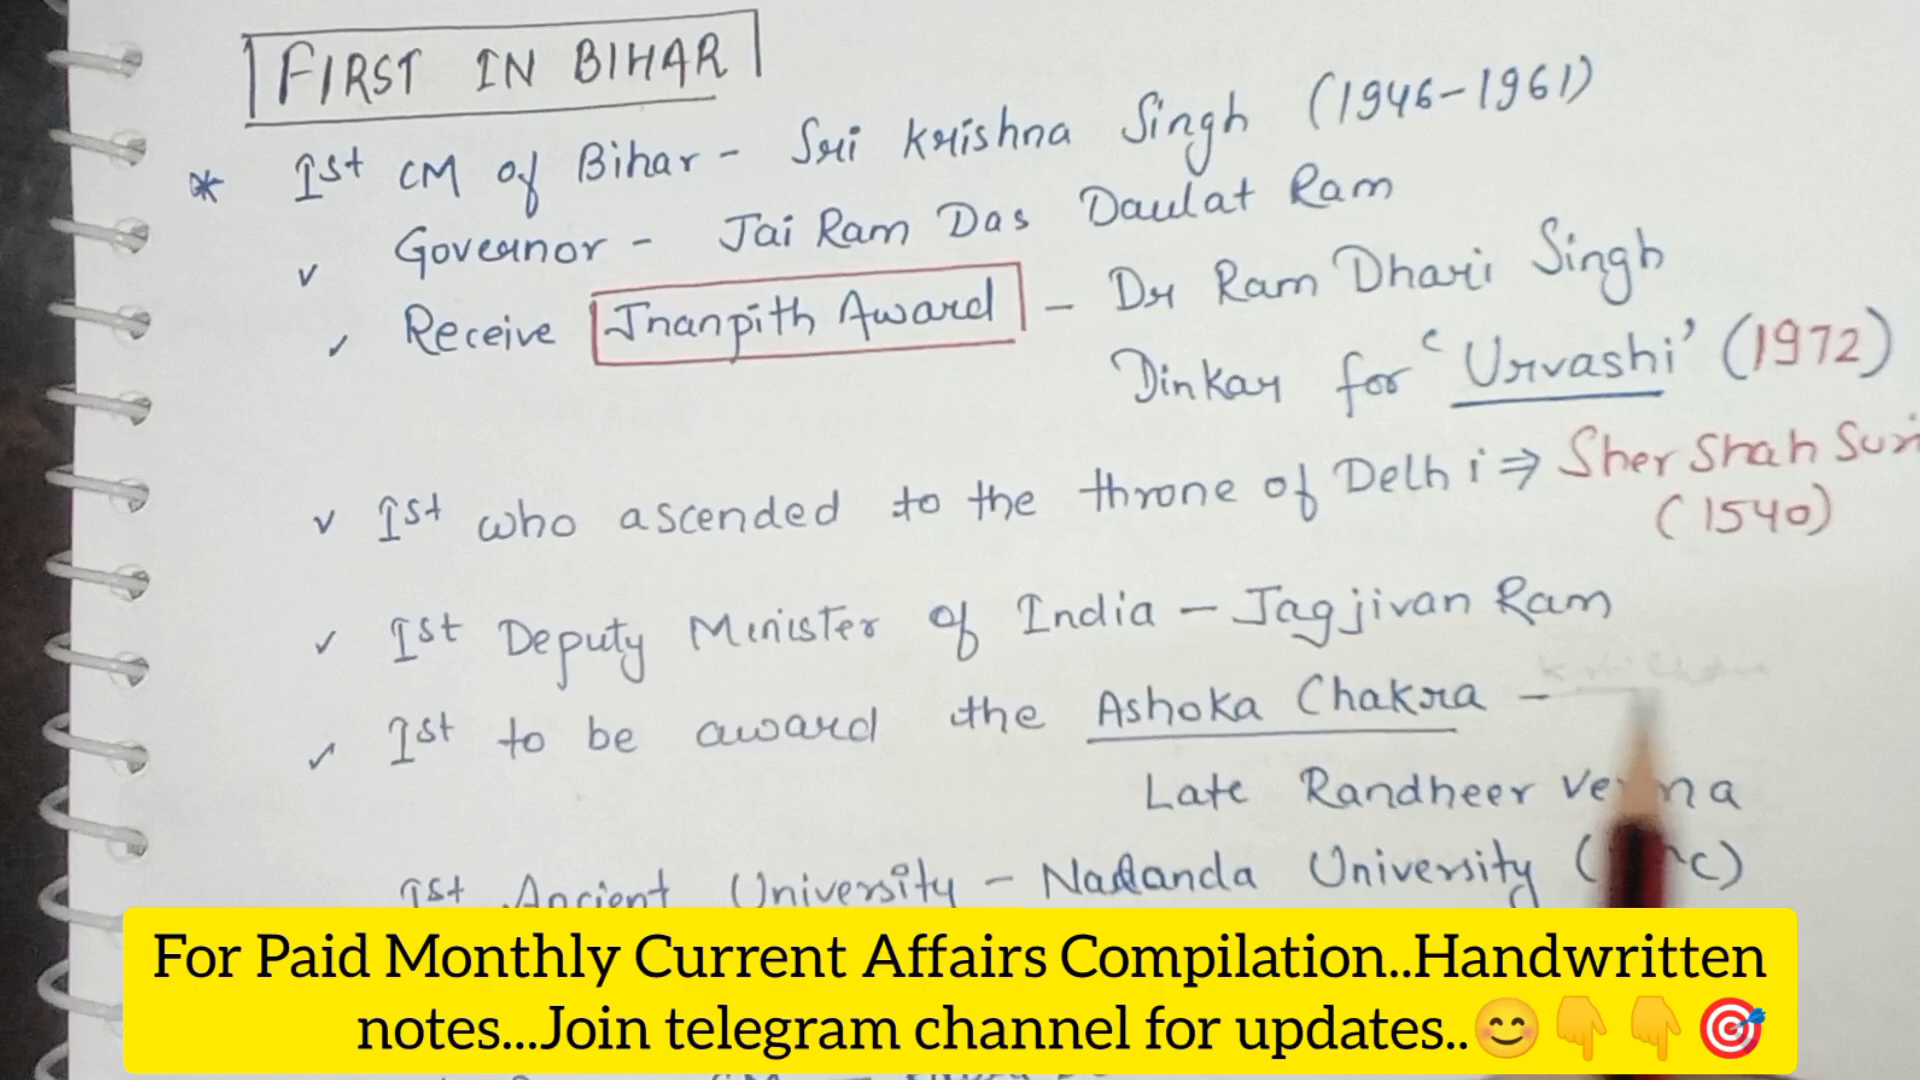 FIRST IN BIHAR
* 1st CM of Bihar - Sri Krishna Singh (1946-1961)
✓ Governor - Jai Ram Das Daulat Ram
✓ Receive Jnanpith Award - Dr Ram Dhari Singh
Dinkar for 'Urvashi' (1972)
✓ 1st who ascended to the throne of Delhi ⇒ Sher Shah Suri
(1540)
✓ 1st Deputy Minister of India - Jagjivan Ram
✓ 1st to be award the Ashoka Chakra -
Late Randheer Verma
1st Ancient University - Nalanda University
For Paid Monthly Current Affairs Compilation..Handwritten
notes...Join telegram channel for updates..😊👇👇🎯